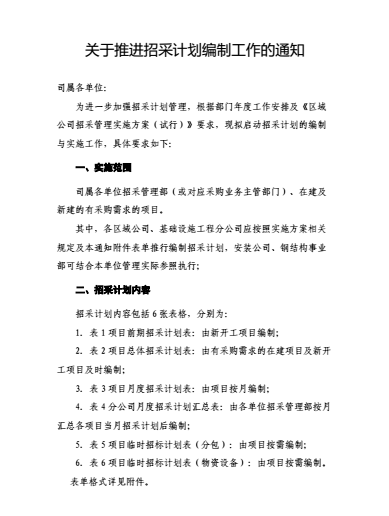 关于推进招采计划编制工作的通知
司属各单位：
为进一步加强招采计划管理，根据部门年度工作安排及《区域
公司招采管理实施方案（试行）》要求，现拟启动招采计划的编制
与实施工作，具体要求如下：
一、实施范围
司属各单位招采管理部（或对应采购业务主管部门）、在建及
新建的有采购需求的项目。
其中，各区域公司、基础设施工程分公司应按照实施方案相关
规定及本通知附件表单推行编制招采计划，安装公司、钢结构事业
部可结合本单位管理实际参照执行；
二、招采计划内容
招采计划内容包括 6 张表格，分别为：
1. 表 1 项目前期招采计划表：由新开工项目编制；
2. 表 2 项目总体招采计划表：由有采购需求的在建项目及新开
工项目及时编制；
3. 表 3 项目月度招采计划表：由项目按月编制；
4. 表 4 分公司月度招采计划汇总表：由各单位招采管理部按月
汇总各项目当月招采计划后编制；
5. 表 5 项目临时招标计划表（分包）：由项目按需编制；
6. 表 6 项目临时招标计划表（物资设备）：由项目按需编制。
表单格式详见附件。